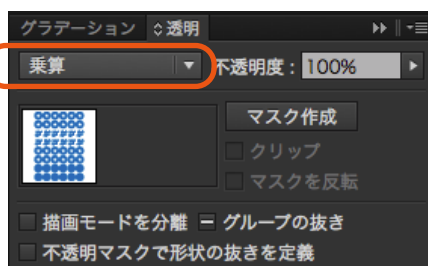 グラデーション 透明
乗算 不透明度： 100%
マスク作成
クリップ
マスクを反転
描画モードを分離 グループの抜き
不透明マスクで形状の抜きを定義